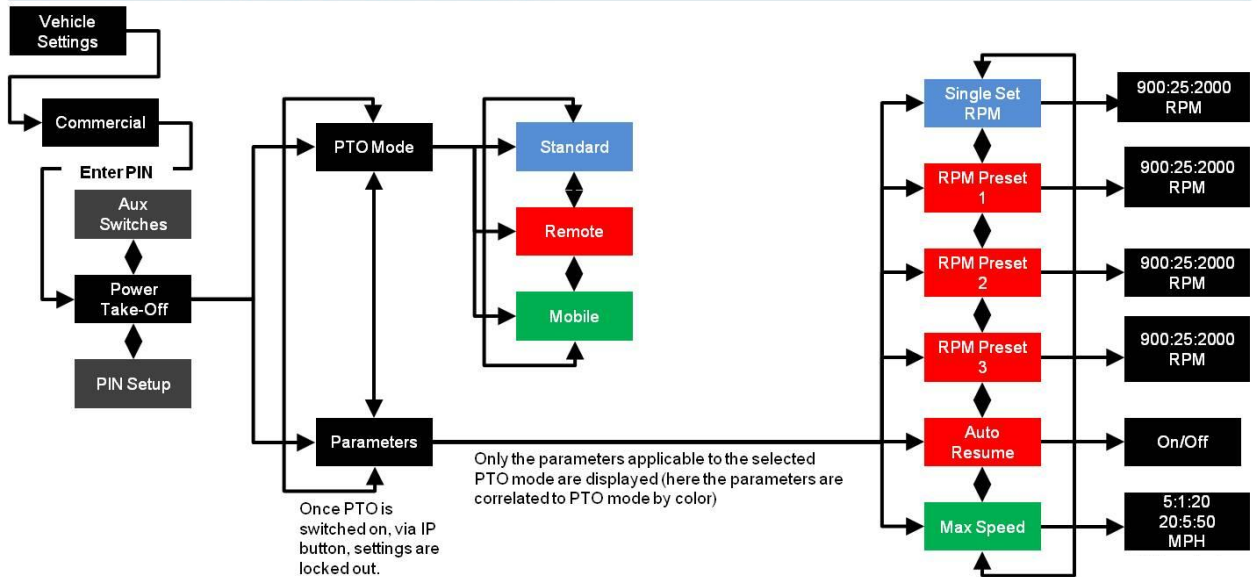 Vehicle
Settings
Commercial
Enter PIN
Aux
Switches
Power
Take-Off
PIN Setup
PTO Mode
Parameters
Once PTO is
switched on, via IP
button, settings are
locked out.
Standard
Remote
Mobile
Only the parameters applicable to the selected
PTO mode are displayed (here the parameters are
correlated to PTO mode by color)
Single Set
RPM
900:25:2000
RPM
RPM Preset
1
900:25:2000
RPM
RPM Preset
2
900:25:2000
RPM
RPM Preset
3
900:25:2000
RPM
Auto
Resume
On/Off
Max Speed
5:1:20
20:5:50
MPH